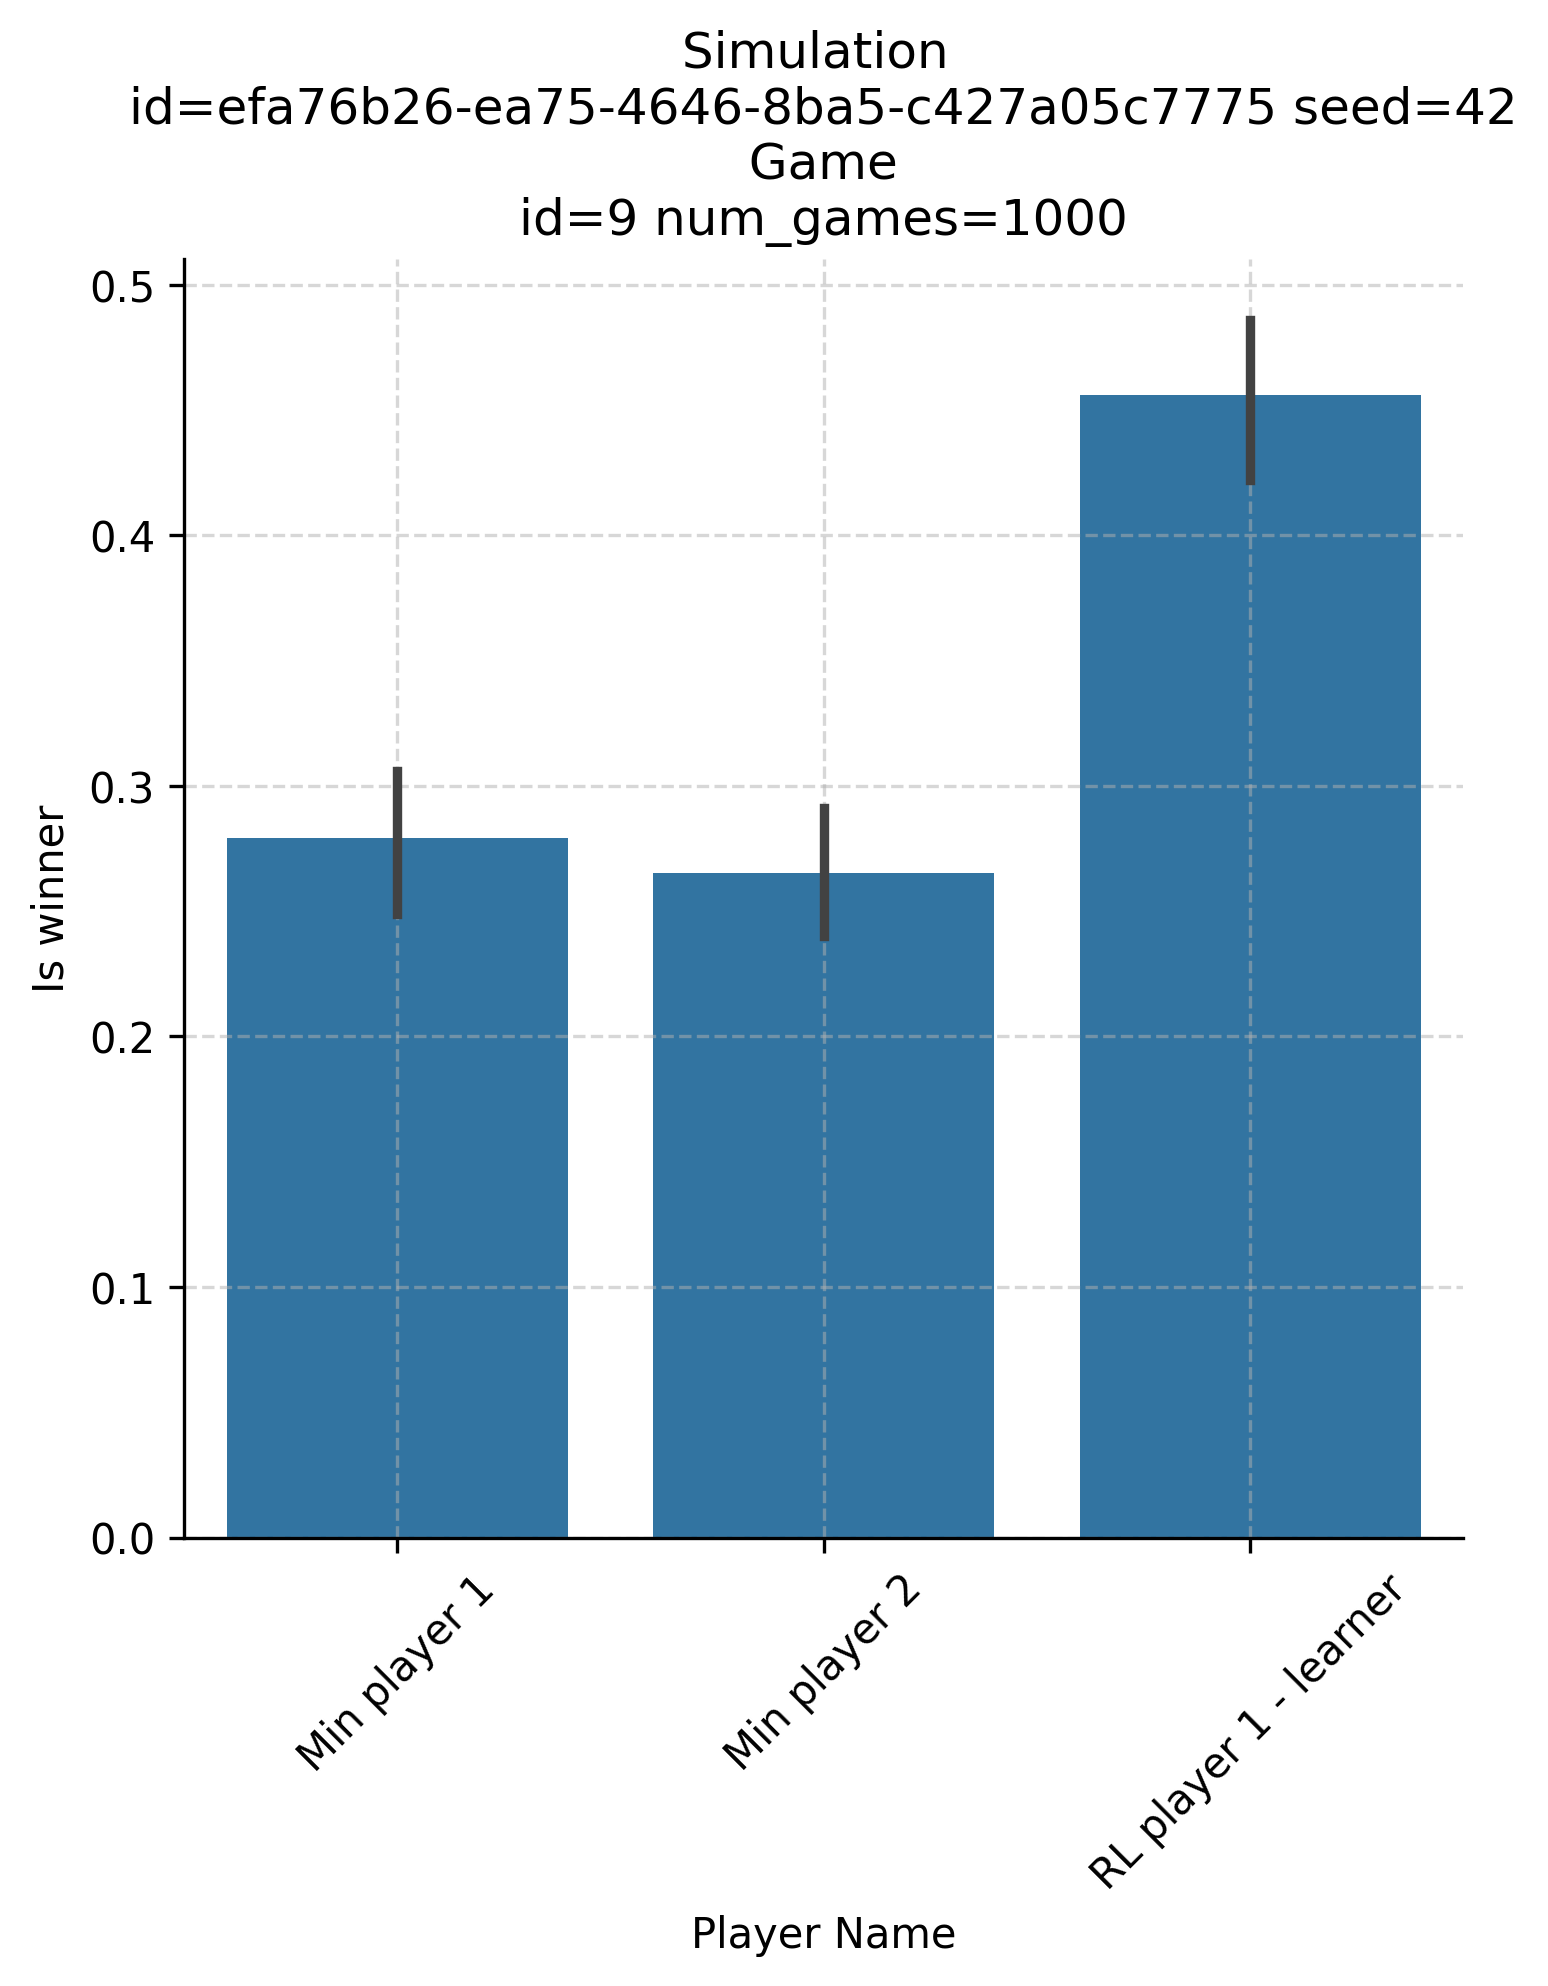 Simulation
id=efa76b26-ea75-4646-8ba5-c427a05c7775 seed=42
Game
id=9 num_games=1000
0.5
0.4
0.3
0.2
0.1
0.0
Is winner
Min player 1
Min player 2
RL player 1 - learner
Player Name